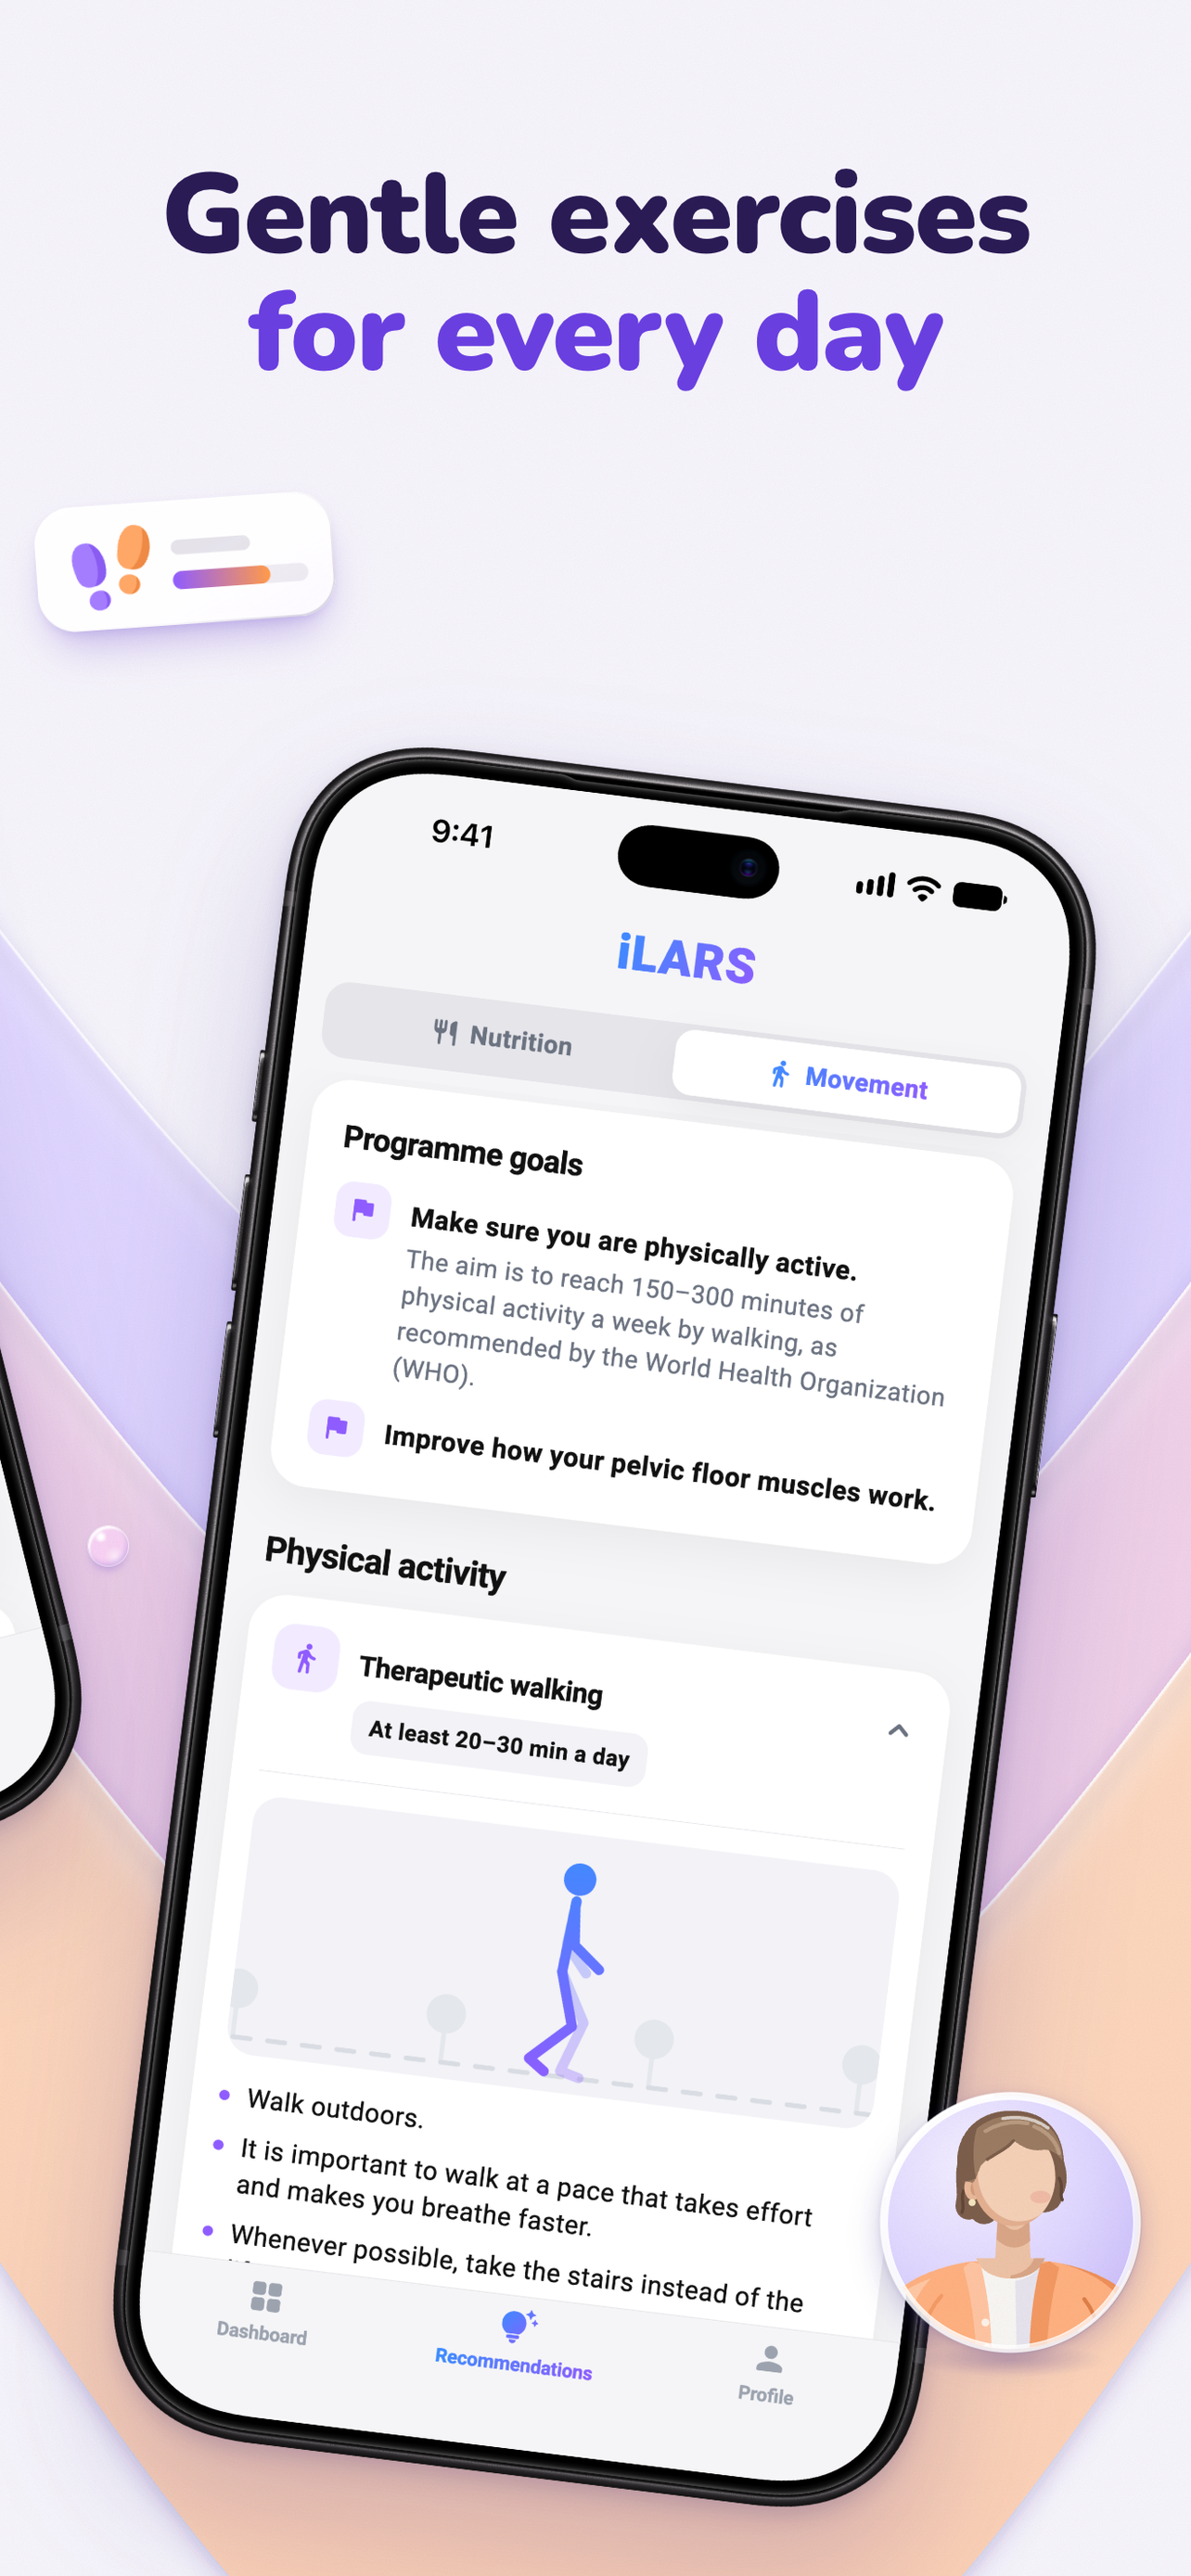 Gentle exercises
for every day
9:41
iLARS
Nutrition
Movement
Programme goals
Make sure you are physically active.
The aim is to reach 150–300 minutes of
physical activity a week by walking, as
recommended by the World Health Organization
(WHO).
Improve how your pelvic floor muscles work.
Physical activity
Therapeutic walking
At least 20–30 min a day
Walk outdoors.
It is important to walk at a pace that takes effort
and makes you breathe faster.
Whenever possible, take the stairs instead of the
Dashboard
Recommendations
Profile